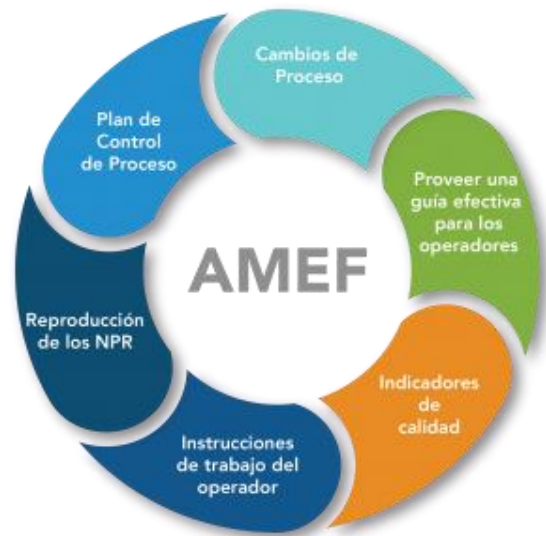 Cambios de
Proceso
Proveer una
guía efectiva
para los
operadores
Indicadores
de
calidad
Instrucciones
de trabajo del
operador
Reproducción
de los NPR
Plan de
Control
de Proceso
AMEF